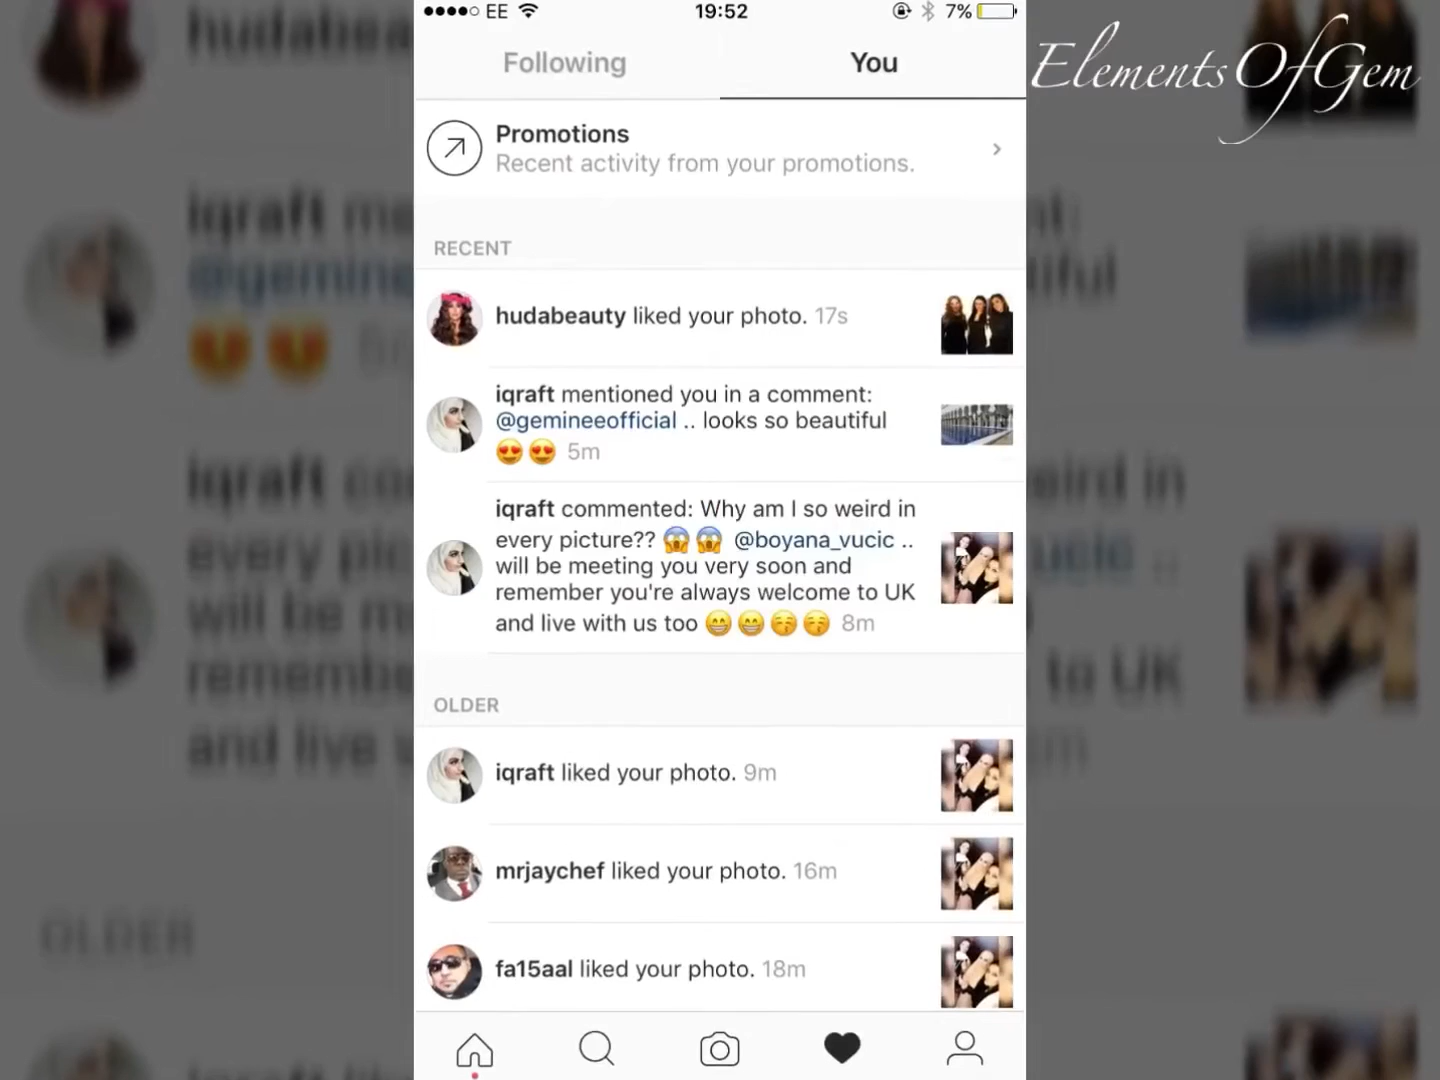 EE 19:52 7%
Following You
ElementsOfGem
Promotions
Recent activity from your promotions.
RECENT
hudabeauty liked your photo. 17s
iqraft mentioned you in a comment:
@gemineeofficial .. looks so beautiful
😍 😍 5m
iqraft commented: Why am I so weird in
every picture?? 😱 😱 @boyana_vucic ..
will be meeting you very soon and
remember you're always welcome to UK
and live with us too 😁 😁 😚 😚 8m
OLDER
iqraft liked your photo. 9m
mrjaychef liked your photo. 16m
fa15aal liked your photo. 18m